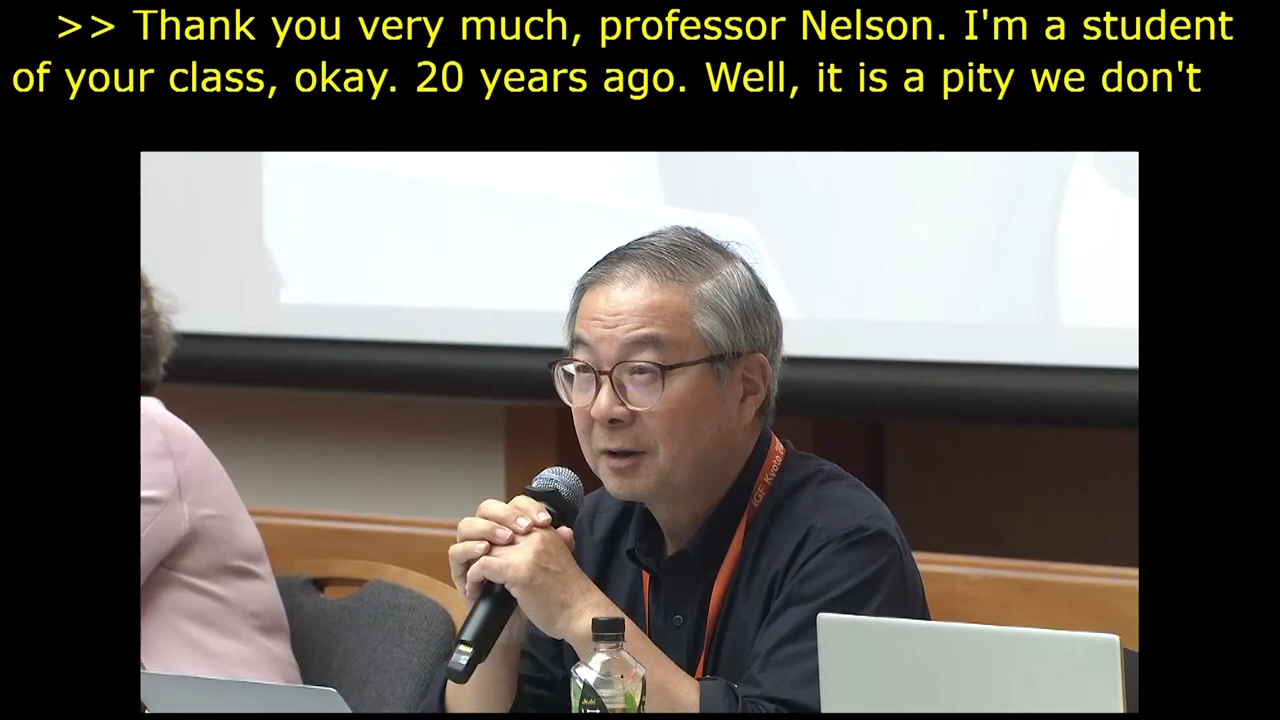 >> Thank you very much, professor Nelson. I'm a student
of your class, okay. 20 years ago. Well, it is a pity we don't
IGF Kyoto